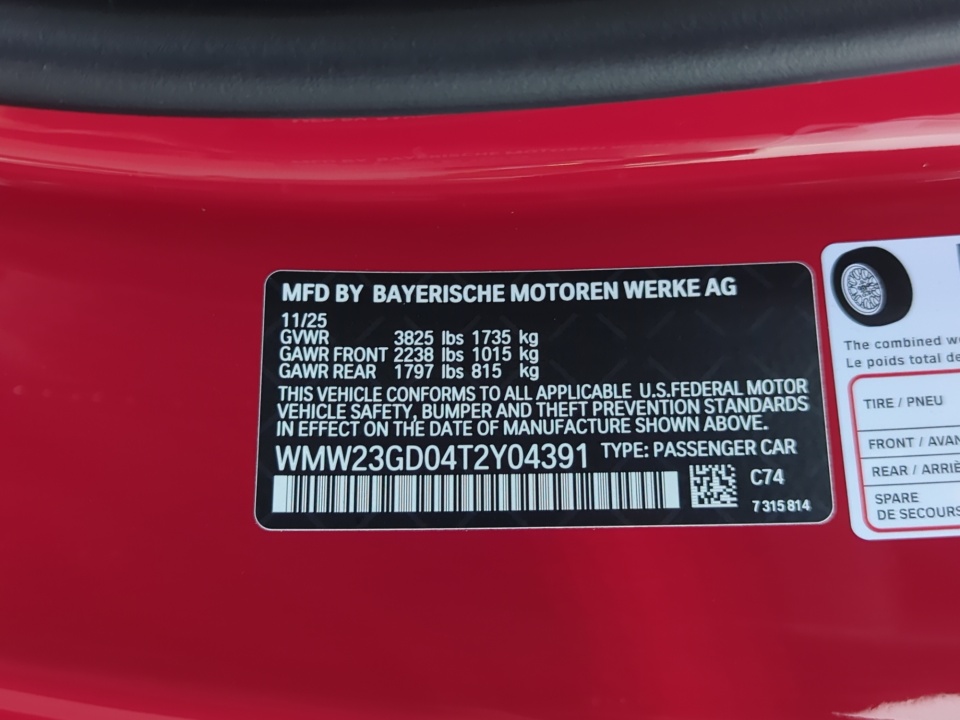 MFD BY BAYERISCHE MOTOREN WERKE AG
11/25
GVWR 3825 lbs 1735 kg
GAWR FRONT 2238 lbs 1015 kg
GAWR REAR 1797 lbs 815 kg
THIS VEHICLE CONFORMS TO ALL APPLICABLE U.S.FEDERAL MOTOR
VEHICLE SAFETY, BUMPER AND THEFT PREVENTION STANDARDS
IN EFFECT ON THE DATE OF MANUFACTURE SHOWN ABOVE.
WMW23GD04T2Y04391 TYPE: PASSENGER CAR
C74
7 315 814
The combined
Le poids total
TIRE / PNEU
FRONT /
REAR /
SPARE
DE SECOURS